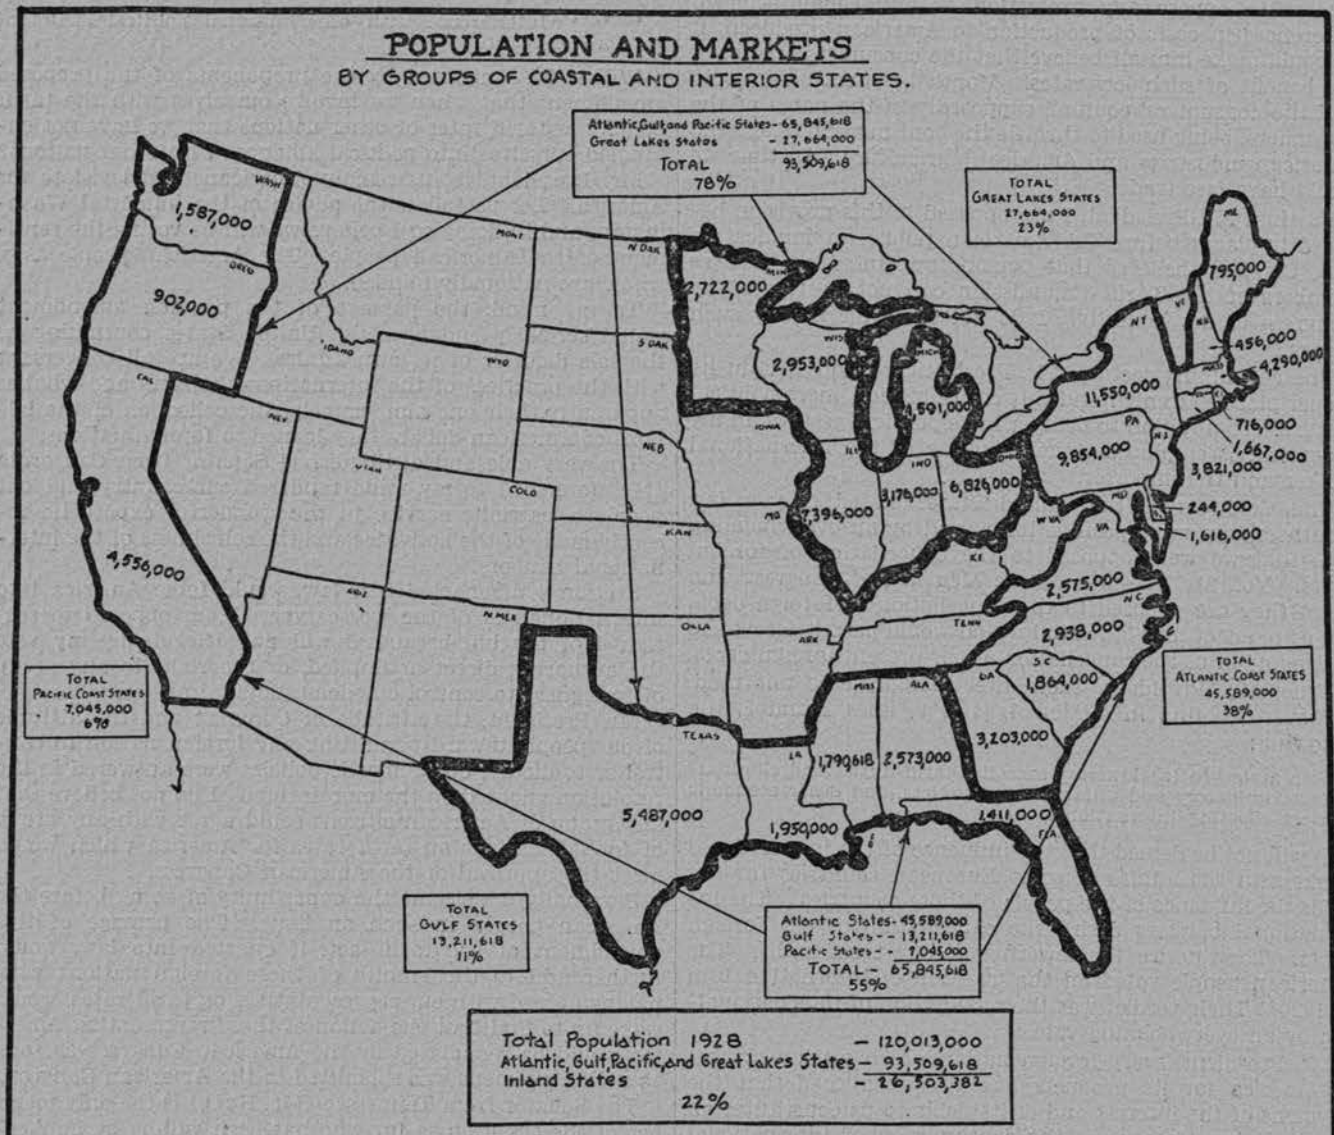 POPULATION AND MARKETS
BY GROUPS OF COASTAL AND INTERIOR STATES.
Atlantic, Gulf, and Pacific States - 65,845,618
Great Lakes States - 27,664,000
TOTAL 93,509,618
78%
TOTAL
GREAT LAKES STATES
27,664,000
23%
WASH
1,587,000
OREG
902,000
CAL
4,556,000
NEV
IDAHO
MONT
WYO
UTAH
COLO
ARIZ
N. MEX
N. DAK
S. DAK
NEB
KAN
OKLA
TEXAS
5,487,000
MIN
2,722,000
IOWA
MO
ARK
LA
1,950,000
WIS
2,953,000
ILL
7,396,000
MICH
4,591,000
IND
3,176,000
OHIO
6,826,000
KE
TENN
MISS
1,790,618
ALA
2,573,000
GA
3,203,000
FLA
1,411,000
S.C
1,864,000
N.C
2,938,000
VA
2,575,000
W.VA
MD
PA
9,854,000
N.J
NY
11,550,000
VT
N.H
ME
795,000
456,000
MASS
4,290,000
716,000
1,667,000
3,821,000
244,000
1,616,000
TOTAL
PACIFIC COAST STATES
7,045,000
6%
TOTAL
ATLANTIC COAST STATES
45,589,000
38%
TOTAL
GULF STATES
13,211,618
11%
Atlantic States - 45,589,000
Gulf States - - 13,211,618
Pacific States - - 7,045,000
TOTAL - 65,845,618
55%
Total Population 1928 - 120,013,000
Atlantic, Gulf, Pacific, and Great Lakes States - 93,509,618
Inland States - 26,503,382
22%